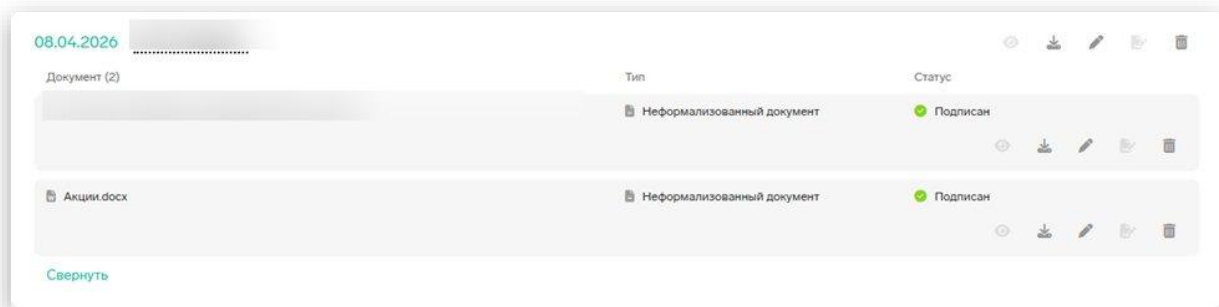 08.04.2026
Документ (2) Тип Статус
Неформализованный документ Подписан
Акции.docx Неформализованный документ Подписан
Свернуть